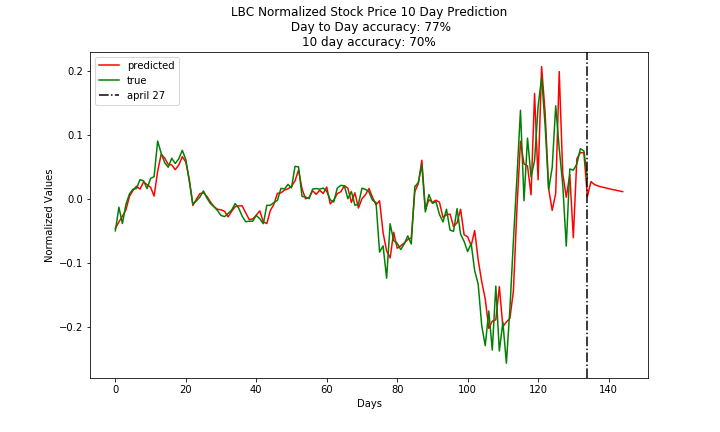 LBC Normalized Stock Price 10 Day Prediction
Day to Day accuracy: 77%
10 day accuracy: 70%
predicted
true
april 27
0.2
0.1
0.0
−0.1
−0.2
Normalized Values
0 20 40 60 80 100 120 140
Days